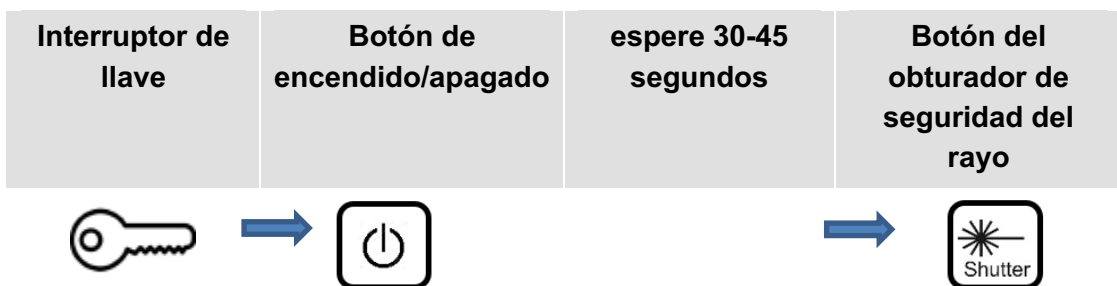 Interruptor de
llave
Botón de
encendido/apagado
espere 30-45
segundos
Botón del
obturador de
seguridad del
rayo
Shutter